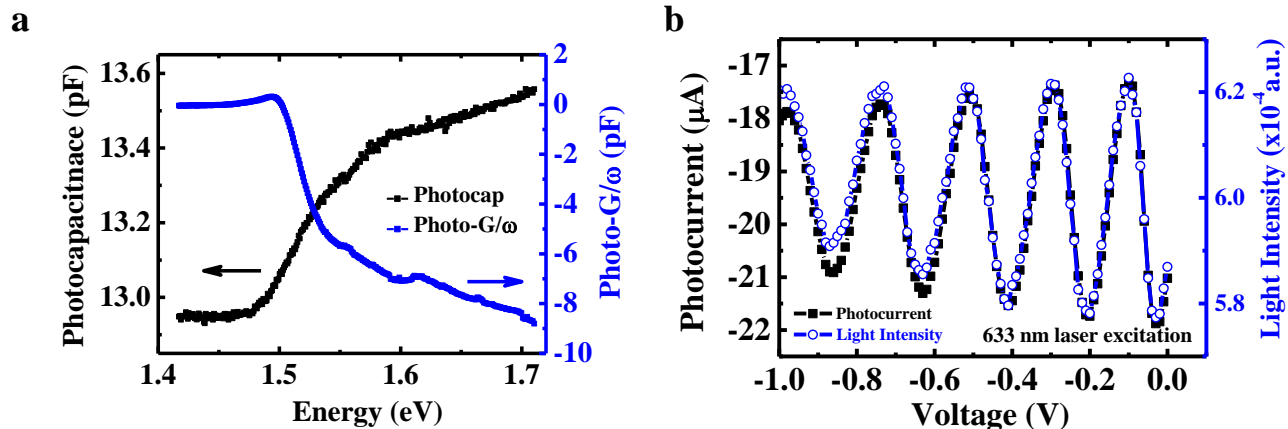 a
Photocapacitnace (pF)
13.6
13.4
13.2
13.0
2
0
-2
-4
-6
-8
-10
Photo-G/ω (pF)
Photocap
Photo-G/ω
1.4 1.5 1.6 1.7
Energy (eV)
b
Photocurrent (μA)
-17
-18
-19
-20
-21
-22
6.2
6.0
5.8
Light Intensity (x10⁻⁴ a.u.)
Photocurrent
Light Intensity
633 nm laser excitation
-1.0 -0.8 -0.6 -0.4 -0.2 0.0
Voltage (V)